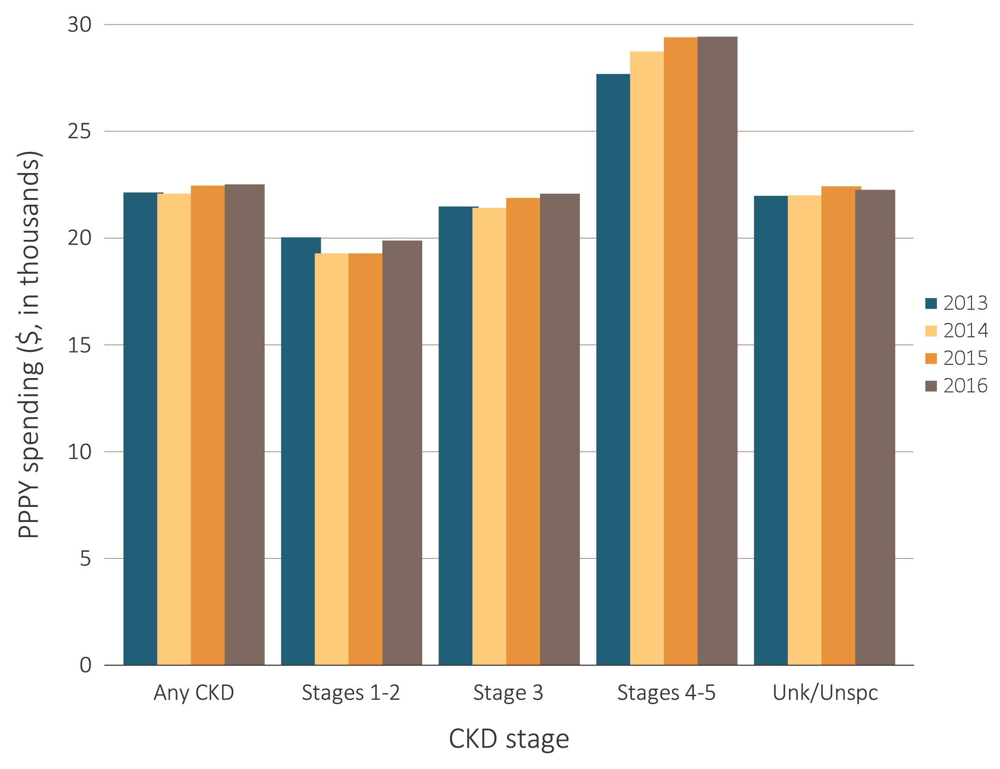 PPPY spending ($, in thousands)
30
25
20
15
10
5
0
2013
2014
2015
2016
Any CKD
Stages 1-2
Stage 3
Stages 4-5
Unk/Unspc
CKD stage